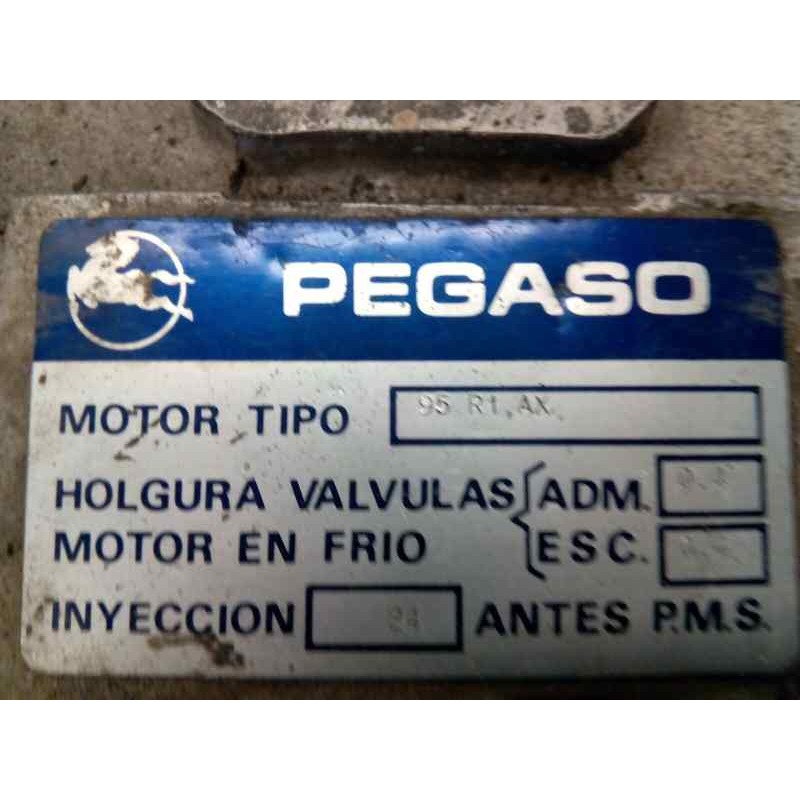 PEGASO
MOTOR TIPO 95 R1.AX.
HOLGURA VALVULAS ADM.
MOTOR EN FRIO ESC.
INYECCION ANTES P.M.S.